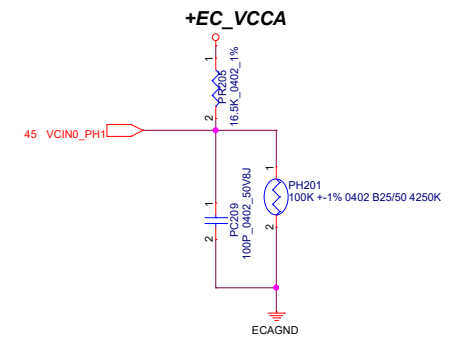 +EC_VCCA
1
PR205
16.5K_0402_1%
2
45 VCIN0_PH1
1
PC209
100P_0402_50V8J
2
1
PH201
100K +-1% 0402 B25/50 4250K
2
ECAGND